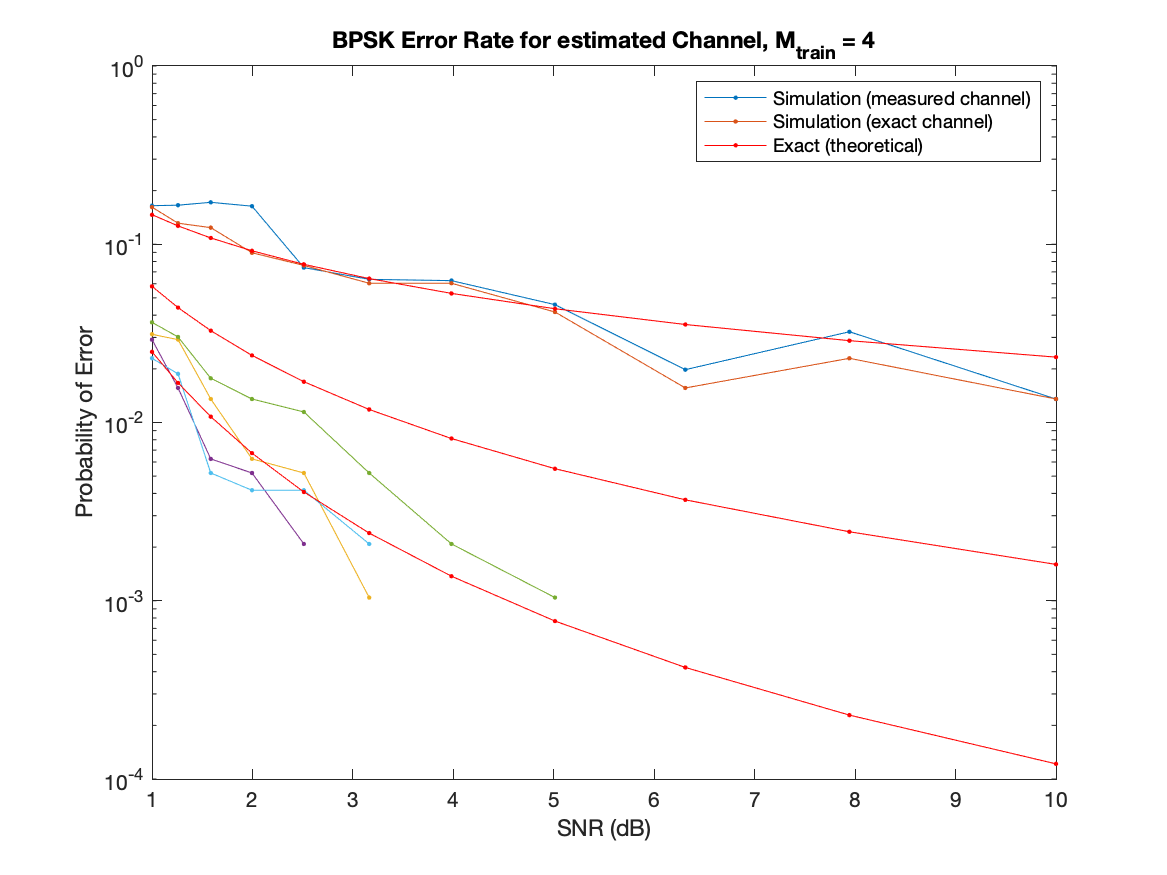 BPSK Error Rate for estimated Channel, M_train = 4
10^0
Simulation (measured channel)
Simulation (exact channel)
Exact (theoretical)
10^-1
10^-2
10^-3
10^-4
Probability of Error
1 2 3 4 5 6 7 8 9 10
SNR (dB)